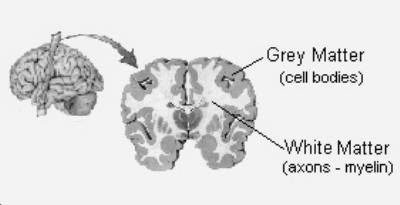 Grey Matter
(cell bodies)
White Matter
(axons - myelin)